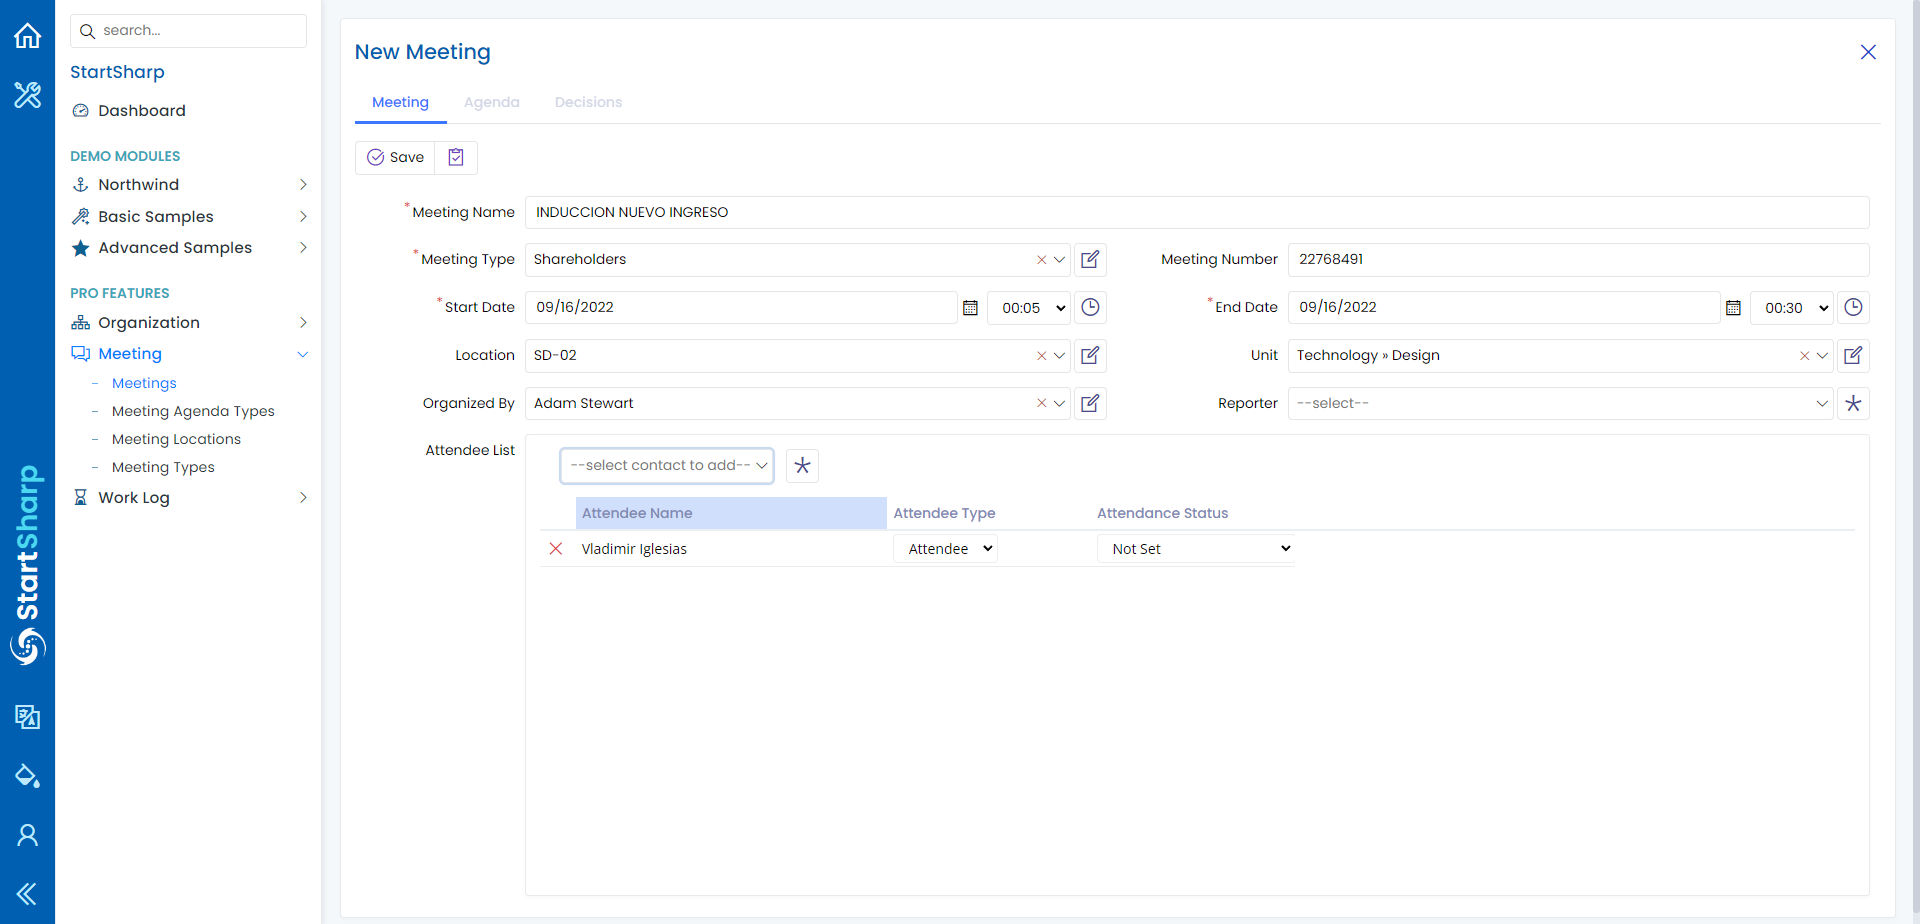 search...
StartSharp
Dashboard
DEMO MODULES
Northwind
Basic Samples
Advanced Samples
PRO FEATURES
Organization
Meeting
- Meetings
- Meeting Agenda Types
- Meeting Locations
- Meeting Types
Work Log
StartSharp
New Meeting
Meeting Agenda Decisions
Save
*Meeting Name INDUCCION NUEVO INGRESO
*Meeting Type Shareholders Meeting Number 22768491
*Start Date 09/16/2022 00:05 *End Date 09/16/2022 00:30
Location SD-02 Unit Technology » Design
Organized By Adam Stewart Reporter --select--
Attendee List --select contact to add--
Attendee Name Attendee Type Attendance Status
Vladimir Iglesias Attendee Not Set